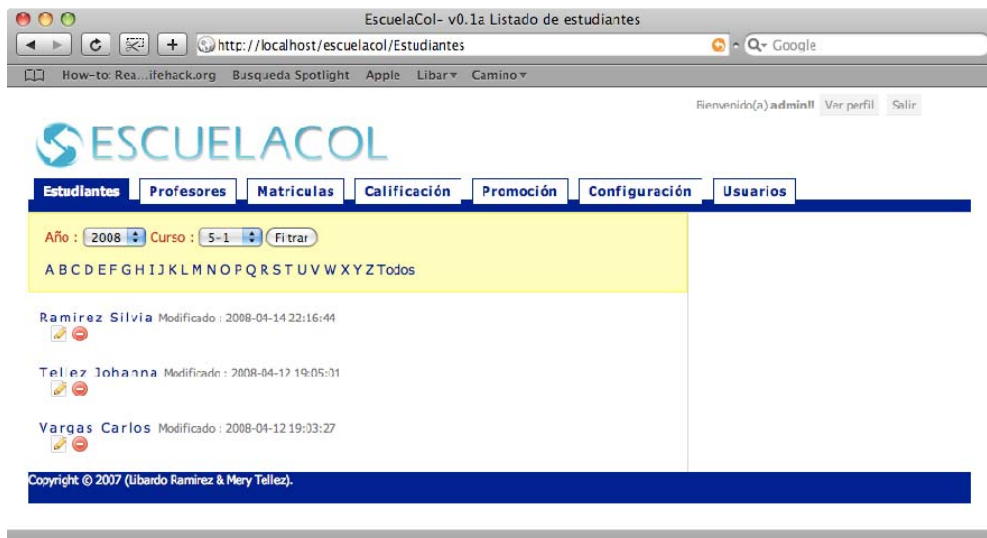 EscuelaCol- v0.1a Listado de estudiantes
http://localhost/escuelacol/Estudiantes
Google
How-to: Rea...ifehack.org Busqueda Spotlight Apple Libar Camino
Bienvenido(a) admin!! Ver perfil Salir
ESCUELACOL
Estudiantes Profesores Matriculas Calificación Promoción Configuración Usuarios
Año : 2008 Curso : 5-1 Filtrar
A B C D E F G H I J K L M N O P Q R S T U V W X Y Z Todos
Ramirez Silvia Modificado : 2008-04-14 22:16:44
Tellez Johanna Modificado : 2008-04-12 19:05:01
Vargas Carlos Modificado : 2008-04-12 19:03:27
Copyright © 2007 (Libardo Ramirez & Mery Tellez).